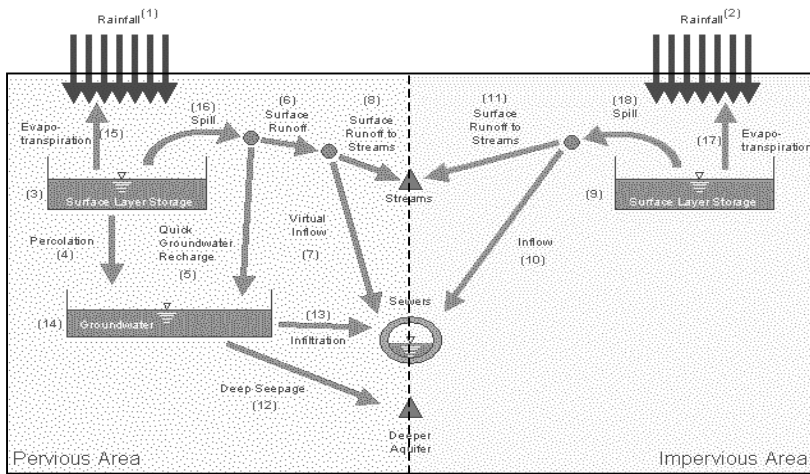 Rainfall(1)
Rainfall(2)
(16)
Spill
(6)
Surface
Runoff
(8)
Surface
Runoff to
Streams
(11)
Surface
Runoff to
Streams
(18)
Spill
Evapo-
transpiration
(15)
(17)
Evapo-
transpiration
(3)
Surface Layer Storage
Streams
(9)
Surface Layer Storage
Percolation
(4)
Quick
Groundwater
Recharge
(5)
Virtual
Inflow
(7)
Inflow
(10)
Sewers
(14)
Groundwater
(13)
Infiltration
Deep Seepage
(12)
Deeper
Aquifer
Pervious Area
Impervious Area